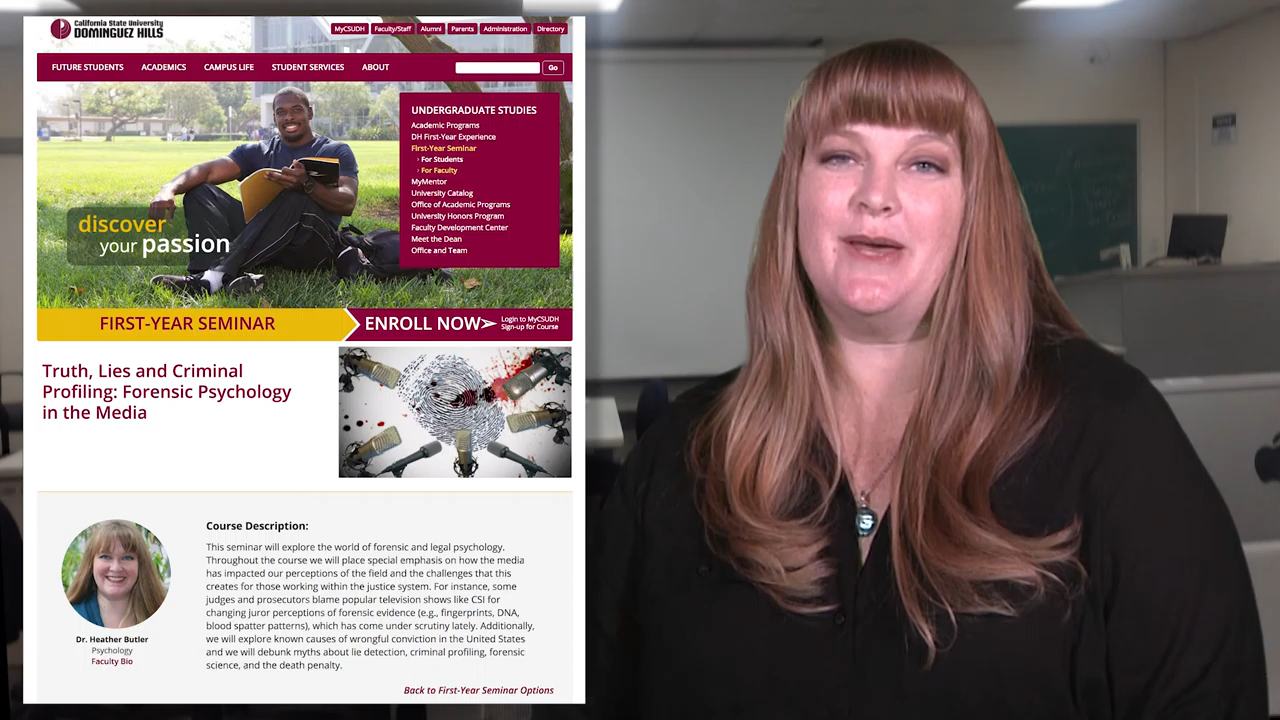 California State University
DOMINGUEZ HILLS
MyCSUDH Faculty/Staff Alumni Parents Administration Directory
FUTURE STUDENTS ACADEMICS CAMPUS LIFE STUDENT SERVICES ABOUT Go
UNDERGRADUATE STUDIES
Academic Programs
DH First-Year Experience
First-Year Seminar
› For Students
› For Faculty
MyMentor
University Catalog
Office of Academic Programs
University Honors Program
Faculty Development Center
Meet the Dean
Office and Team
discover
your passion
FIRST-YEAR SEMINAR
ENROLL NOW
Login to MyCSUDH
Sign-up for Course
Truth, Lies and Criminal
Profiling: Forensic Psychology
in the Media
Course Description:
This seminar will explore the world of forensic and legal psychology.
Throughout the course we will place special emphasis on how the media
has impacted our perceptions of the field and the challenges that this
creates for those working within the justice system. For instance, some
judges and prosecutors blame popular television shows like CSI for
changing juror perceptions of forensic evidence (e.g., fingerprints, DNA,
blood spatter patterns), which has come under scrutiny lately. Additionally,
we will explore known causes of wrongful conviction in the United States
and we will debunk myths about lie detection, criminal profiling, forensic
science, and the death penalty.
Dr. Heather Butler
Psychology
Faculty Bio
Back to First-Year Seminar Options